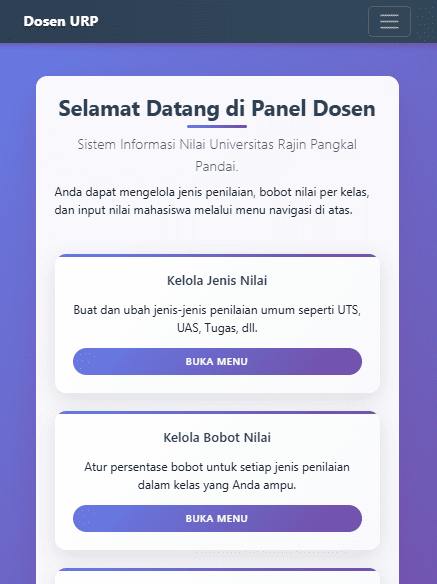 Dosen URP
Selamat Datang di Panel Dosen
Sistem Informasi Nilai Universitas Rajin Pangkal
Pandai.
Anda dapat mengelola jenis penilaian, bobot nilai per kelas,
dan input nilai mahasiswa melalui menu navigasi di atas.
Kelola Jenis Nilai
Buat dan ubah jenis-jenis penilaian umum seperti UTS,
UAS, Tugas, dll.
BUKA MENU
Kelola Bobot Nilai
Atur persentase bobot untuk setiap jenis penilaian
dalam kelas yang Anda ampu.
BUKA MENU